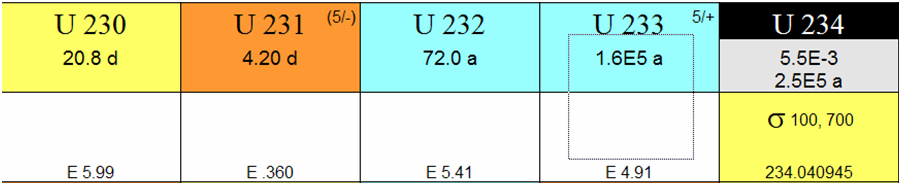 U 230
20.8 d
E 5.99
U 231 (5/-)
4.20 d
E .360
U 232
72.0 a
E 5.41
U 233 5/+
1.6E5 a
E 4.91
U 234
5.5E-3
2.5E5 a
σ 100, 700
234.040945